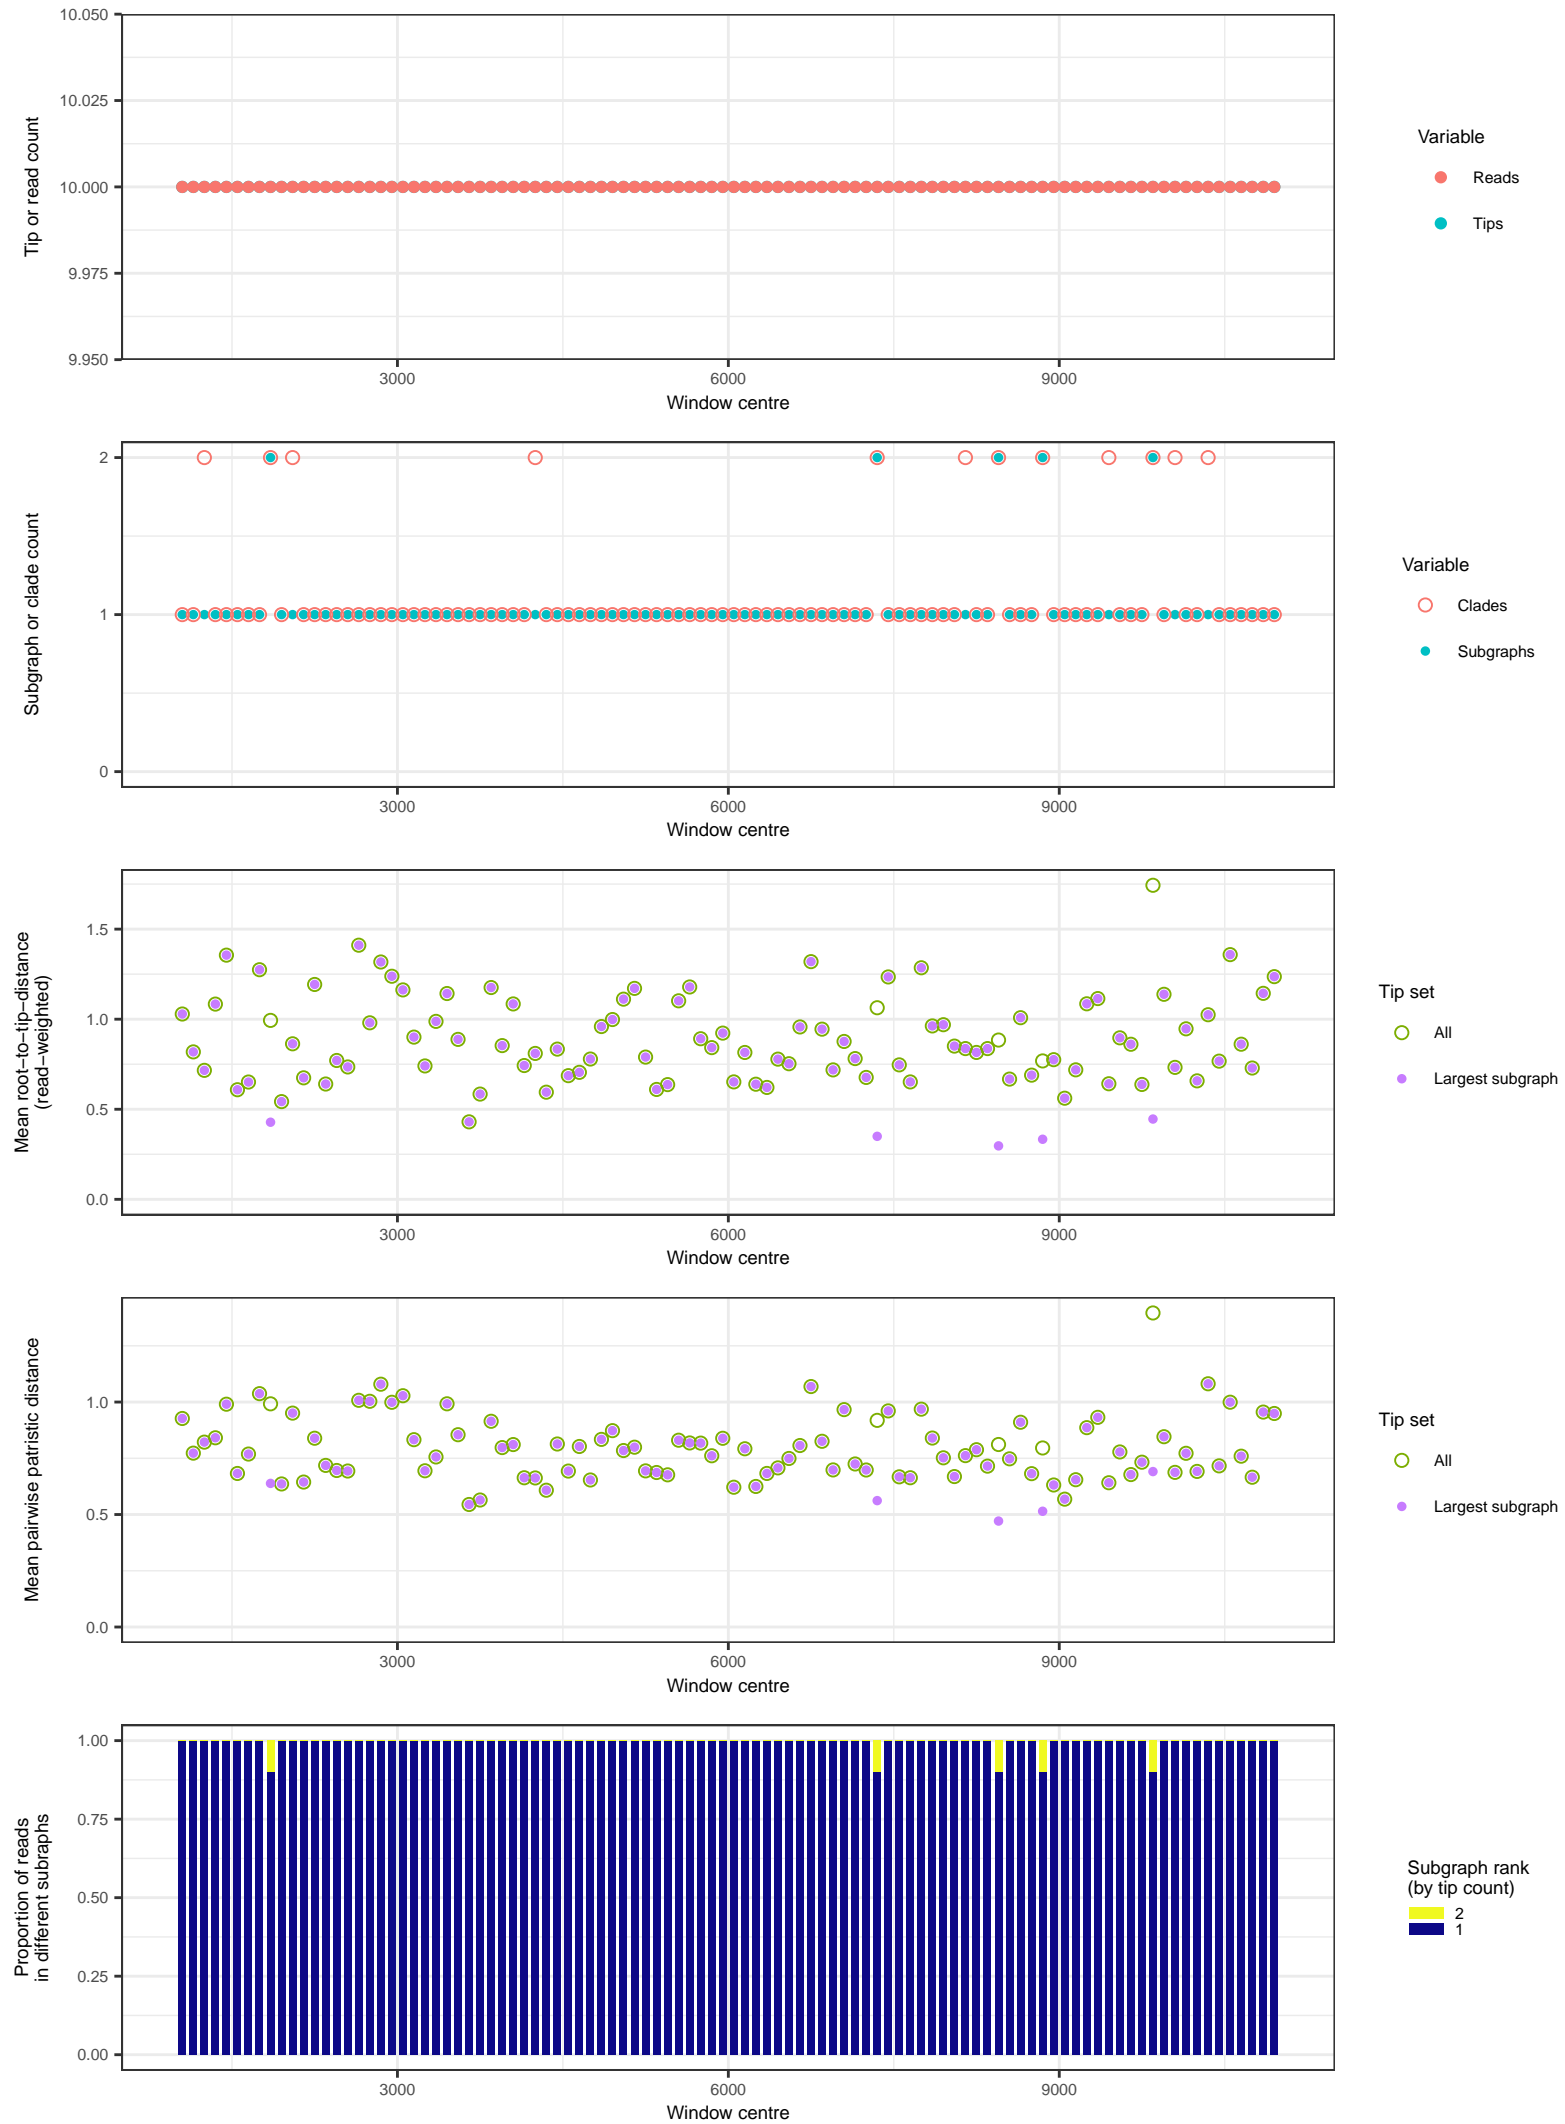 10.050
10.025
10.000
9.975
9.950
Tip or read count
3000 6000 9000
Window centre
Variable
Reads
Tips
2
1
0
Subgraph or clade count
3000 6000 9000
Window centre
Variable
Clades
Subgraphs
1.5
1.0
0.5
0.0
Mean root−to−tip−distance
(read−weighted)
3000 6000 9000
Window centre
Tip set
All
Largest subgraph
1.0
0.5
0.0
Mean pairwise patristic distance
3000 6000 9000
Window centre
Tip set
All
Largest subgraph
1.00
0.75
0.50
0.25
0.00
Proportion of reads
in different subraphs
3000 6000 9000
Window centre
Subgraph rank
(by tip count)
2
1